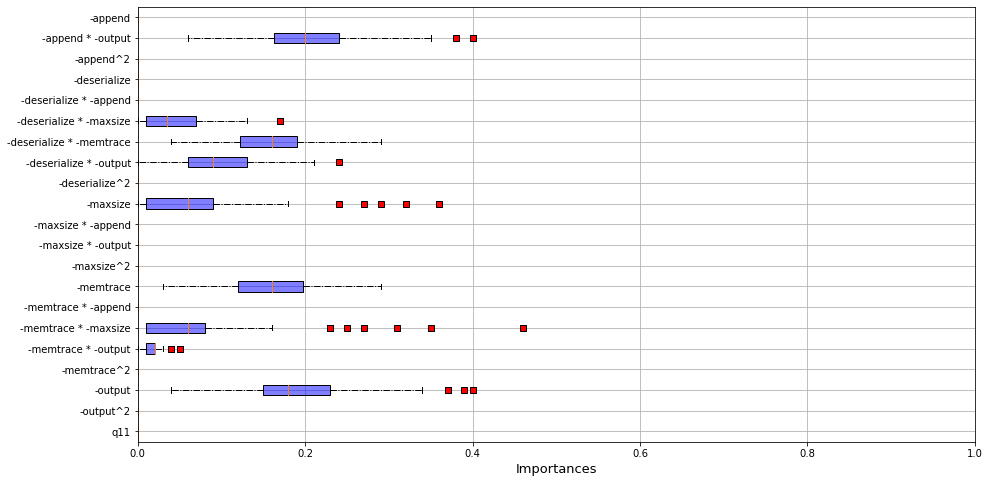 -append
-append * -output
-append^2
-deserialize
-deserialize * -append
-deserialize * -maxsize
-deserialize * -memtrace
-deserialize * -output
-deserialize^2
-maxsize
-maxsize * -append
-maxsize * -output
-maxsize^2
-memtrace
-memtrace * -append
-memtrace * -maxsize
-memtrace * -output
-memtrace^2
-output
-output^2
q11
0.0 0.2 0.4 0.6 0.8 1.0
Importances